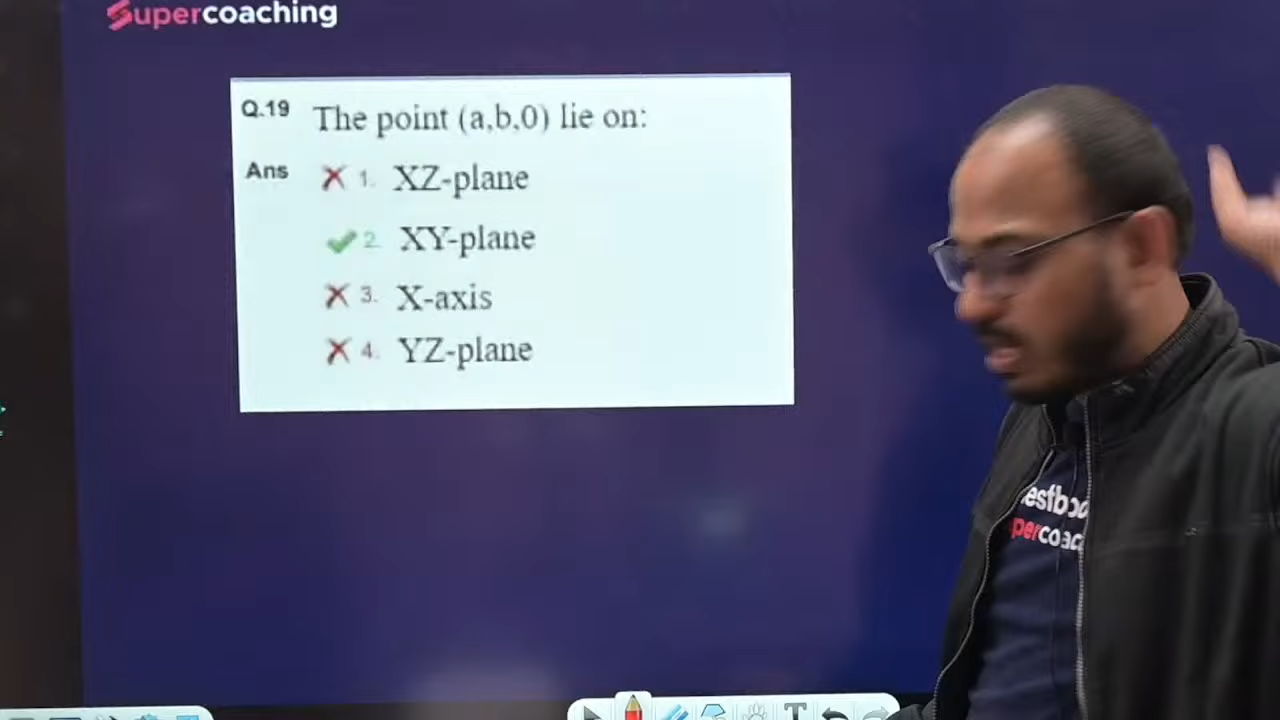 Supercoaching
Q.19 The point (a,b,0) lie on:
Ans 1. XZ-plane
2. XY-plane
3. X-axis
4. YZ-plane
T